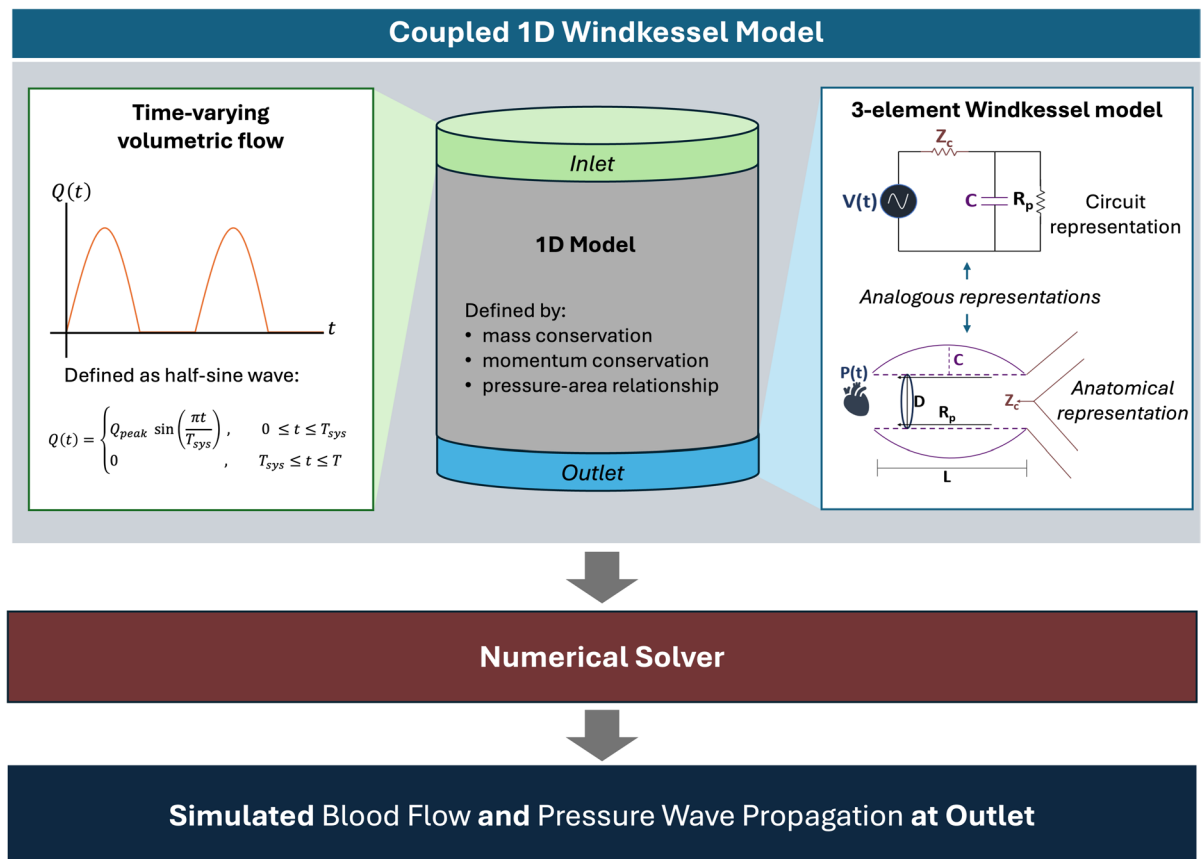 Coupled 1D Windkessel Model
Time-varying
volumetric flow
Q(t)
t
Defined as half-sine wave:
Q(t) = {Q_peak sin(πt/T_sys) , 0 ≤ t ≤ T_sys
0 , T_sys ≤ t ≤ T
Inlet
1D Model
Defined by:
• mass conservation
• momentum conservation
• pressure-area relationship
Outlet
3-element Windkessel model
Z_c
V(t)
C
R_p
Circuit
representation
Analogous representations
C
P(t)
D
R_p
Z_c
L
Anatomical
representation
Numerical Solver
Simulated Blood Flow and Pressure Wave Propagation at Outlet